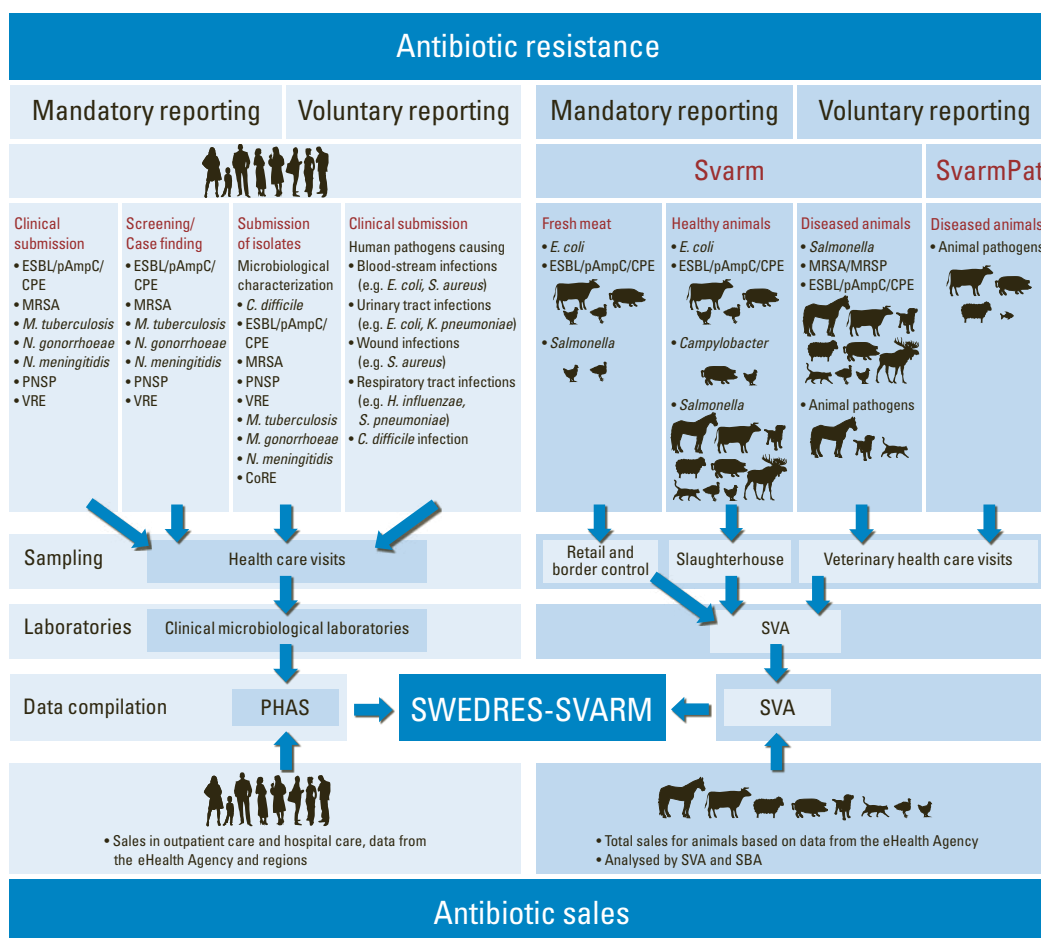 Antibiotic resistance
Mandatory reporting
Voluntary reporting
Mandatory reporting
Voluntary reporting
Svarm
SvarmPat
Clinical
submission
• ESBL/pAmpC/
CPE
• MRSA
• M. tuberculosis
• N. gonorrhoeae
• N. meningitidis
• PNSP
• VRE
Screening/
Case finding
• ESBL/pAmpC/
CPE
• MRSA
• M. tuberculosis
• N. gonorrhoeae
• N. meningitidis
• PNSP
• VRE
Submission
of isolates
Microbiological
characterization
• C. difficile
• ESBL/pAmpC/
CPE
• MRSA
• PNSP
• VRE
• M. tuberculosis
• M. gonorrhoeae
• N. meningitidis
• CoRE
Clinical submission
Human pathogens causing
• Blood-stream infections
(e.g. E. coli, S. aureus)
• Urinary tract infections
(e.g. E. coli, K. pneumoniae)
• Wound infections
(e.g. S. aureus)
• Respiratory tract infections
(e.g. H. influenzae,
S. pneumoniae)
• C. difficile infection
Fresh meat
• E. coli
• ESBL/pAmpC/CPE
• Salmonella
Healthy animals
• E. coli
• ESBL/pAmpC/CPE
• Campylobacter
• Salmonella
Diseased animals
• Salmonella
• MRSA/MRSP
• ESBL/pAmpC/CPE
• Animal pathogens
Diseased animals
• Animal pathogens
Sampling
Health care visits
Retail and
border control
Slaughterhouse
Veterinary health care visits
Laboratories
Clinical microbiological laboratories
SVA
Data compilation
PHAS
SWEDRES-SVARM
SVA
• Sales in outpatient care and hospital care, data from
the eHealth Agency and regions
• Total sales for animals based on data from the eHealth Agency
• Analysed by SVA and SBA
Antibiotic sales